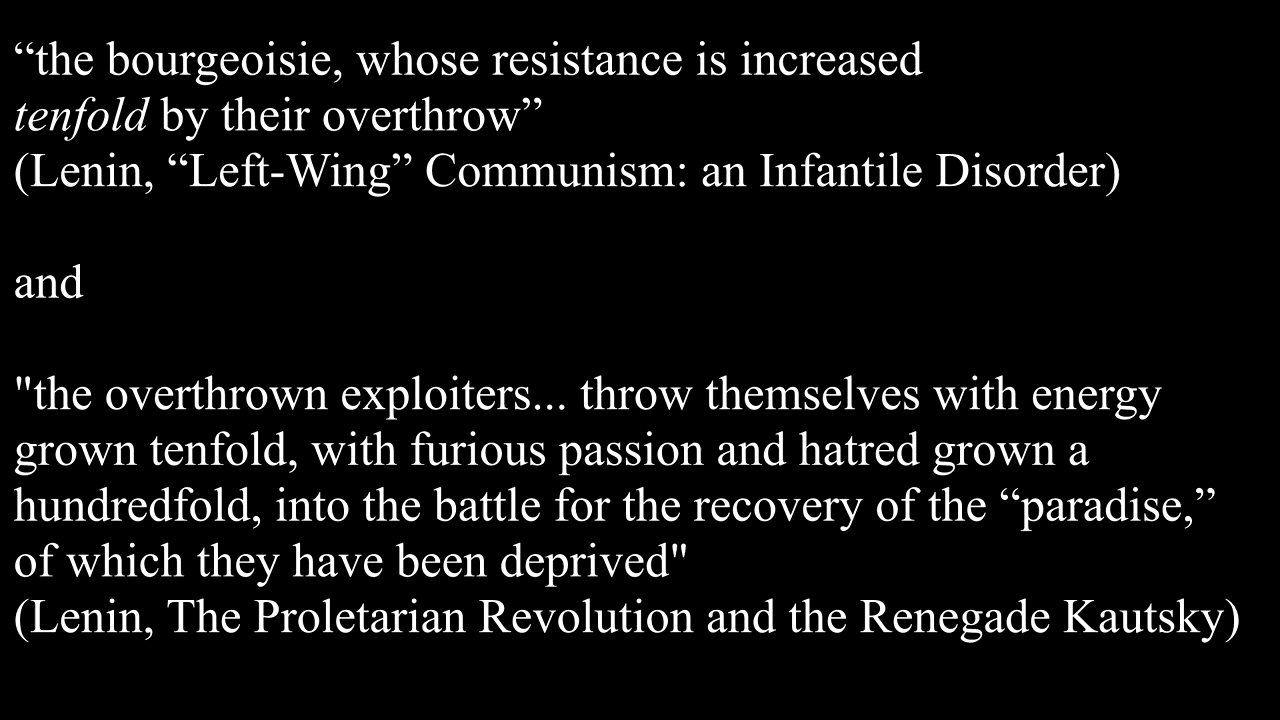 “the bourgeoisie, whose resistance is increased
tenfold by their overthrow”
(Lenin, “Left-Wing” Communism: an Infantile Disorder)
and
"the overthrown exploiters... throw themselves with energy
grown tenfold, with furious passion and hatred grown a
hundredfold, into the battle for the recovery of the “paradise,”
of which they have been deprived"
(Lenin, The Proletarian Revolution and the Renegade Kautsky)